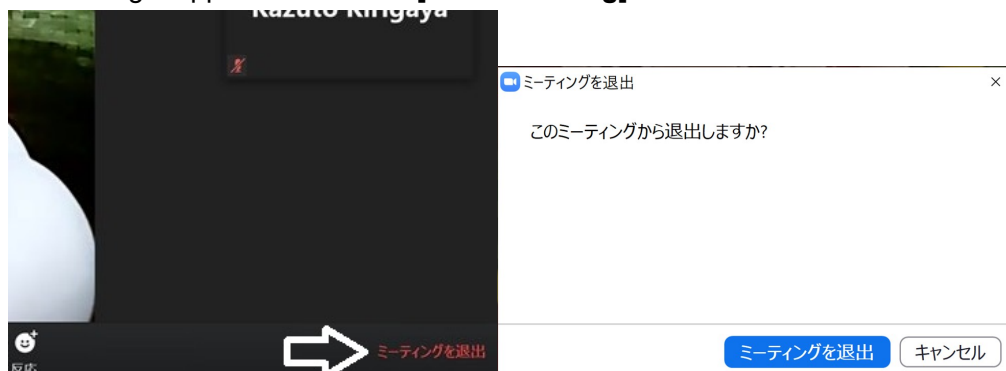 Kazuto Kirigaya
ミーティングを退出
反応
ミーティングを退出
×
このミーティングから退出しますか?
ミーティングを退出
キャンセル